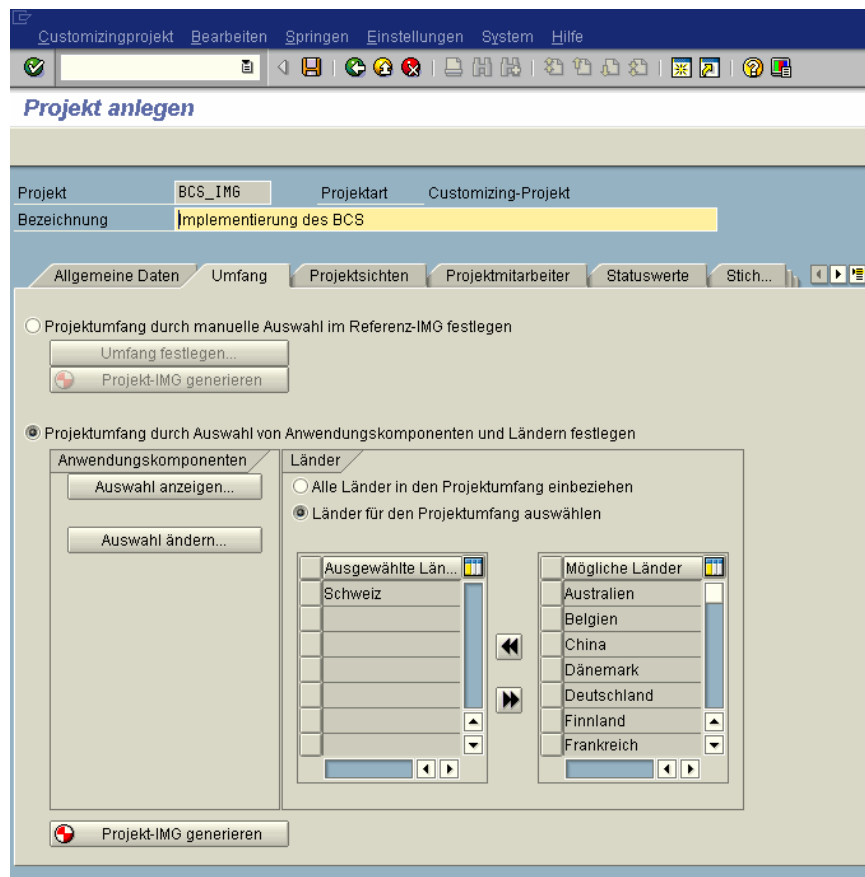 Customizingprojekt Bearbeiten Springen Einstellungen System Hilfe
Projekt anlegen
Projekt BCS_IMG Projektart Customizing-Projekt
Bezeichnung Implementierung des BCS
Allgemeine Daten Umfang Projektsichten Projektmitarbeiter Statuswerte Stich...
Projektumfang durch manuelle Auswahl im Referenz-IMG festlegen
Umfang festlegen...
Projekt-IMG generieren
Projektumfang durch Auswahl von Anwendungskomponenten und Ländern festlegen
Anwendungskomponenten Länder
Auswahl anzeigen... Alle Länder in den Projektumfang einbeziehen
Länder für den Projektumfang auswählen
Auswahl ändern...
Ausgewählte Län... Mögliche Länder
Schweiz Australien
Belgien
China
Dänemark
Deutschland
Finnland
Frankreich
Projekt-IMG generieren